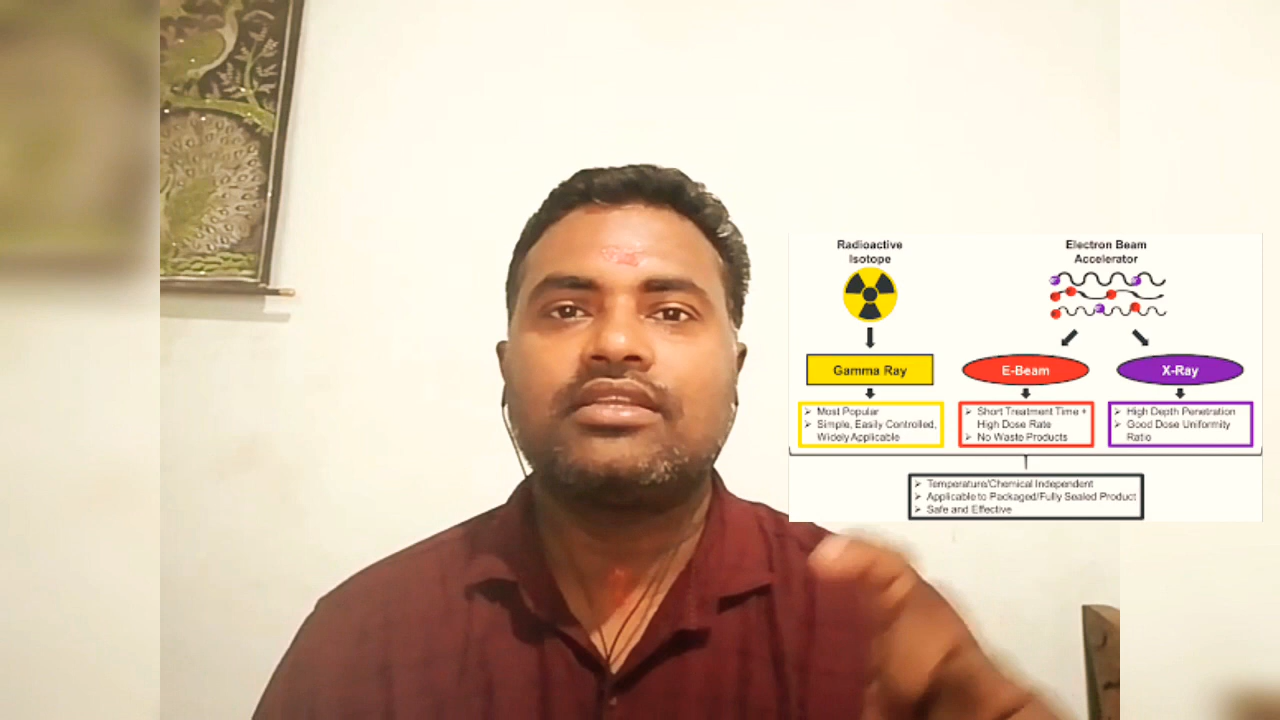 Radioactive
Isotope
Electron Beam
Accelerator
Gamma Ray
E-Beam
X-Ray
➢ Most Popular
➢ Simple, Easily Controlled,
Widely Applicable
➢ Short Treatment Time +
High Dose Rate
➢ No Waste Products
➢ High Depth Penetration
➢ Good Dose Uniformity
Ratio
➢ Temperature/Chemical Independent
➢ Applicable to Packaged/Fully Sealed Product
➢ Safe and Effective